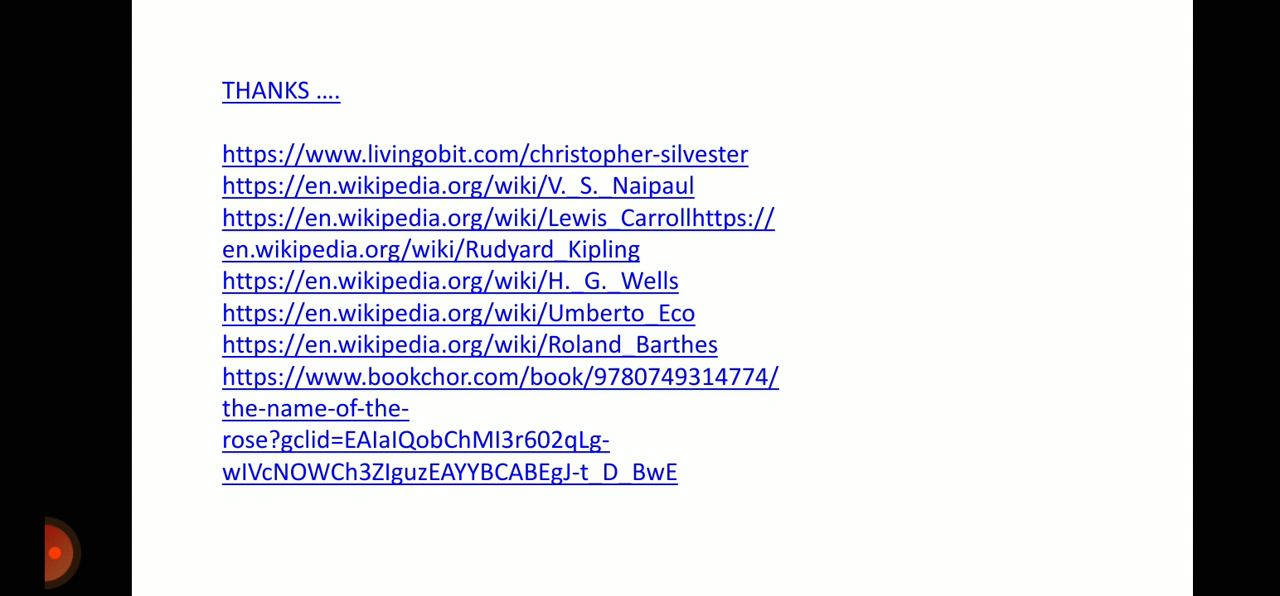 THANKS ....
https://www.livingobit.com/christopher-silvester
https://en.wikipedia.org/wiki/V._S._Naipaul
https://en.wikipedia.org/wiki/Lewis_Carrollhttps://
en.wikipedia.org/wiki/Rudyard_Kipling
https://en.wikipedia.org/wiki/H._G._Wells
https://en.wikipedia.org/wiki/Umberto_Eco
https://en.wikipedia.org/wiki/Roland_Barthes
https://www.bookchor.com/book/9780749314774/
the-name-of-the-
rose?gclid=EAIaIQobChMI3r602qLg-
wIVcNOWCh3ZIguzEAYYBCABEgJ-t_D_BwE